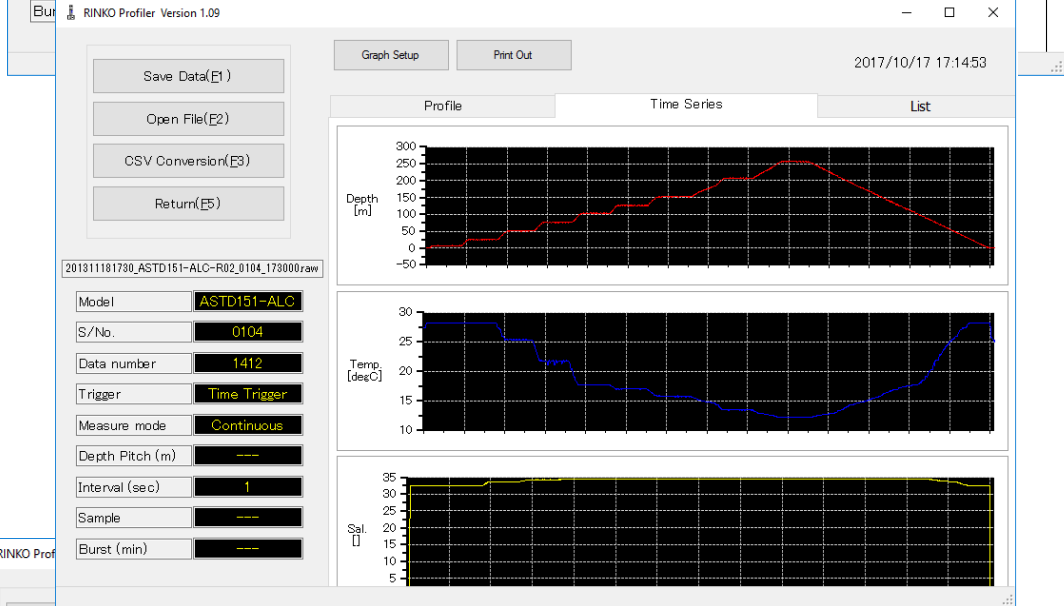 Bur
RINKO Profiler Version 1.09
Save Data(F1)
Open File(F2)
CSV Conversion(F3)
Return(F5)
Graph Setup
Print Out
2017/10/17 17:14:53
Profile
Time Series
List
201311181730_ASTD151-ALC-R02_0104_173000.raw
Model
ASTD151-ALC
S/No.
0104
Data number
1412
Trigger
Time Trigger
Measure mode
Continuous
Depth Pitch (m)
---
Interval (sec)
1
Sample
---
Burst (min)
---
Depth
[m]
300
250
200
150
100
50
0
-50
Temp.
[degC]
30
25
20
15
10
Sal.
[]
35
30
25
20
15
10
5
RINKO Prof